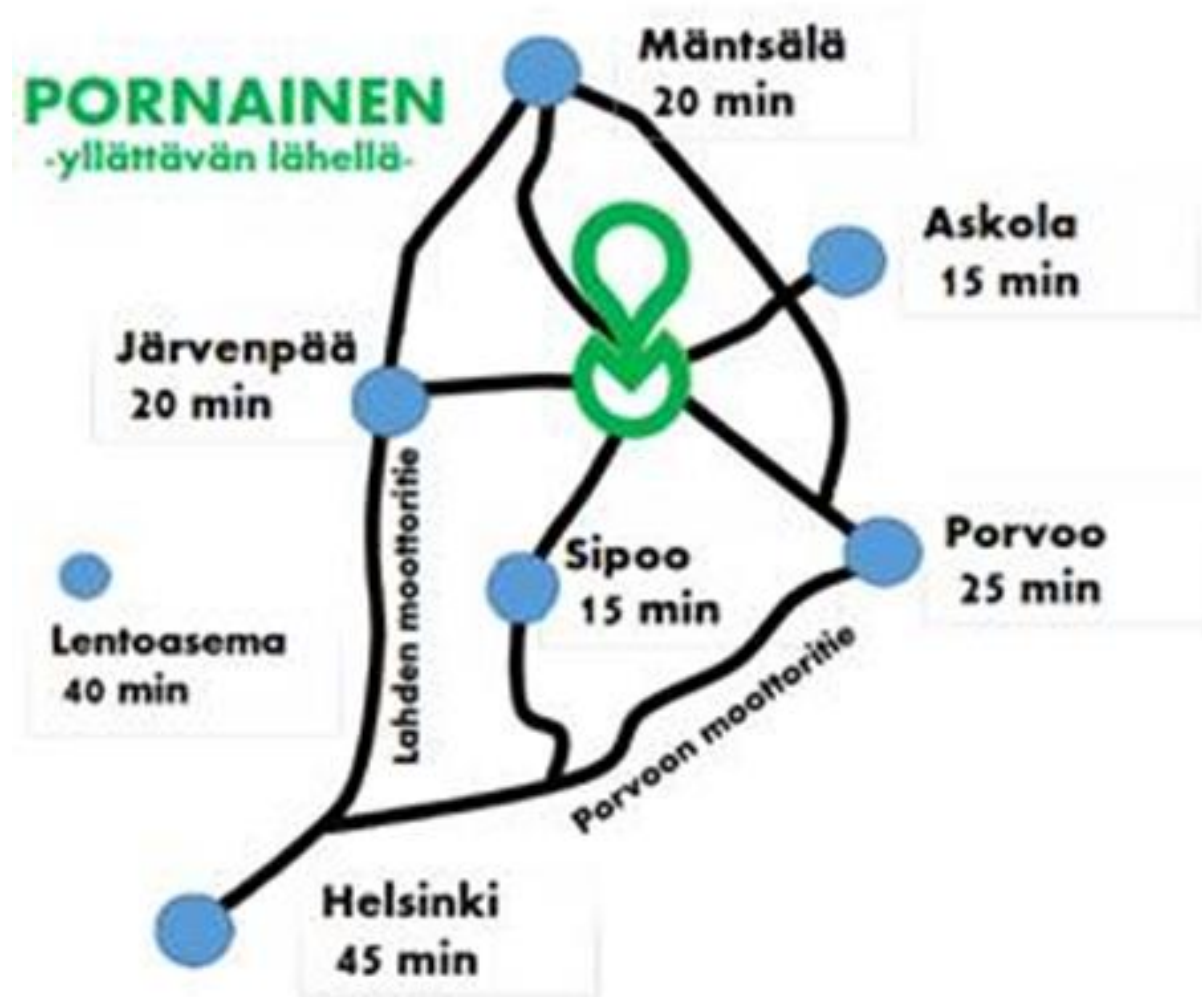 PORNAINEN
-yllättävän lähellä-
Mäntsälä
20 min
Askola
15 min
Järvenpää
20 min
Lahden moottoritie
Sipoo
15 min
Porvoo
25 min
Lentoasema
40 min
Porvoon moottoritie
Helsinki
45 min